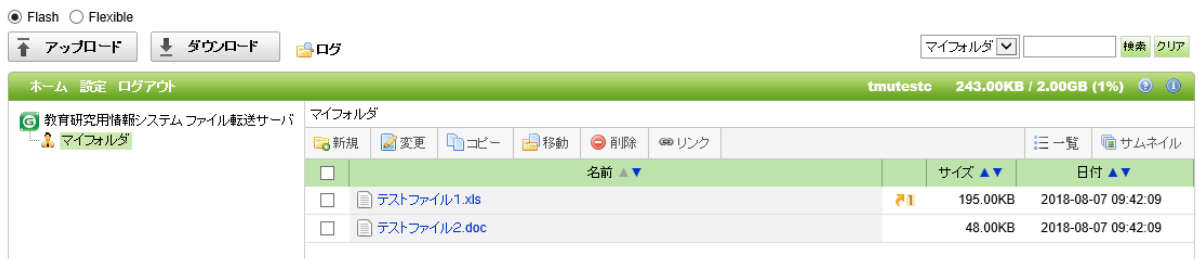 Flash Flexible
アップロード ダウンロード ログ マイフォルダ 検索 クリア
ホーム 設定 ログアウト tmutestc 243.00KB / 2.00GB (1%)
教育研究用情報システム ファイル転送サーバ マイフォルダ
マイフォルダ
新規 変更 コピー 移動 削除 リンク 一覧 サムネイル
名前 ▲▼ サイズ ▲▼ 日付 ▲▼
テストファイル1.xls 1 195.00KB 2018-08-07 09:42:09
テストファイル2.doc 48.00KB 2018-08-07 09:42:09